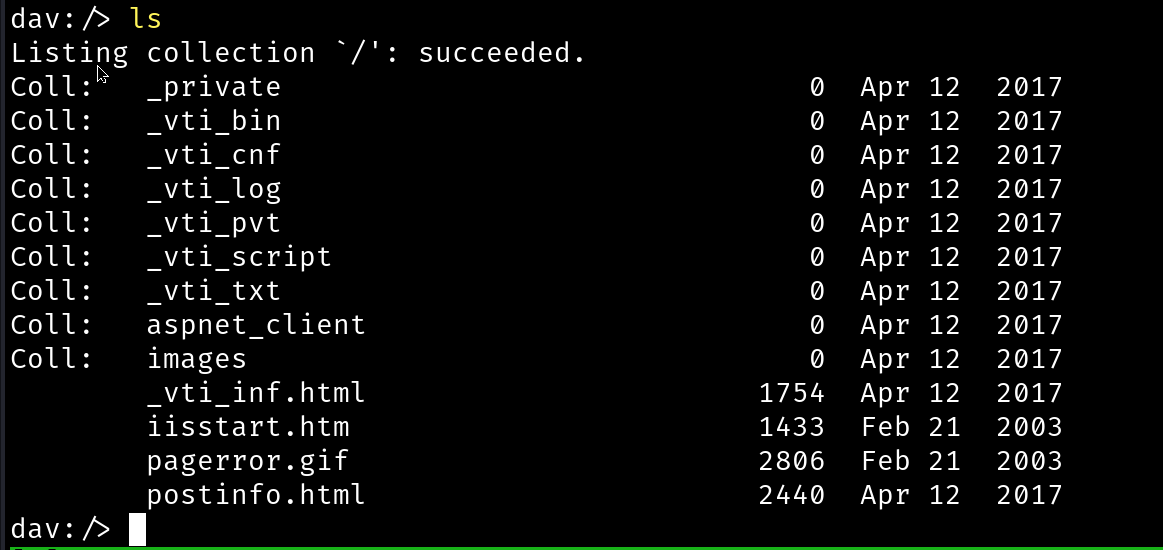 dav:/> ls
Listing collection `/': succeeded.
Coll:   _private                               0  Apr 12  2017
Coll:   _vti_bin                               0  Apr 12  2017
Coll:   _vti_cnf                               0  Apr 12  2017
Coll:   _vti_log                               0  Apr 12  2017
Coll:   _vti_pvt                               0  Apr 12  2017
Coll:   _vti_script                            0  Apr 12  2017
Coll:   _vti_txt                               0  Apr 12  2017
Coll:   aspnet_client                          0  Apr 12  2017
Coll:   images                                 0  Apr 12  2017
        _vti_inf.html                       1754  Apr 12  2017
        iisstart.htm                        1433  Feb 21  2003
        pagerror.gif                        2806  Feb 21  2003
        postinfo.html                       2440  Apr 12  2017
dav:/>